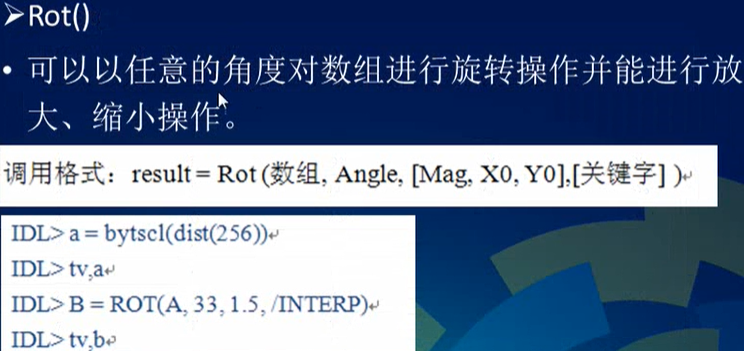 ➢Rot()
• 可以以任意的角度对数组进行旋转操作并能进行放
大、缩小操作。
调用格式：result = Rot (数组, Angle, [Mag, X0, Y0],[关键字] )↵
IDL> a = bytscl(dist(256))↵
IDL> tv,a↵
IDL> B = ROT(A, 33, 1.5, /INTERP)↵
IDL> tv,b↵